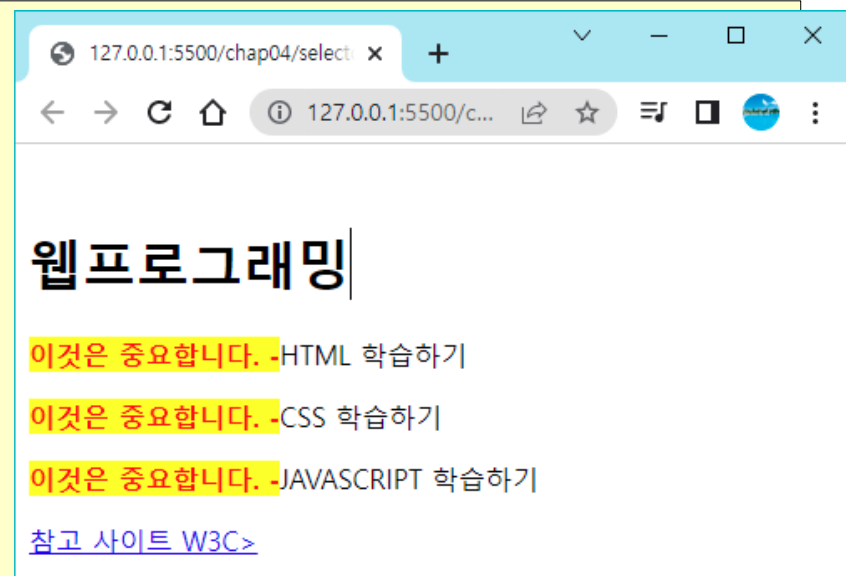 127.0.0.1:5500/chap04/select
127.0.0.1:5500/c...
웹프로그래밍
이것은 중요합니다. -HTML 학습하기
이것은 중요합니다. -CSS 학습하기
이것은 중요합니다. -JAVASCRIPT 학습하기
참고 사이트 W3C>